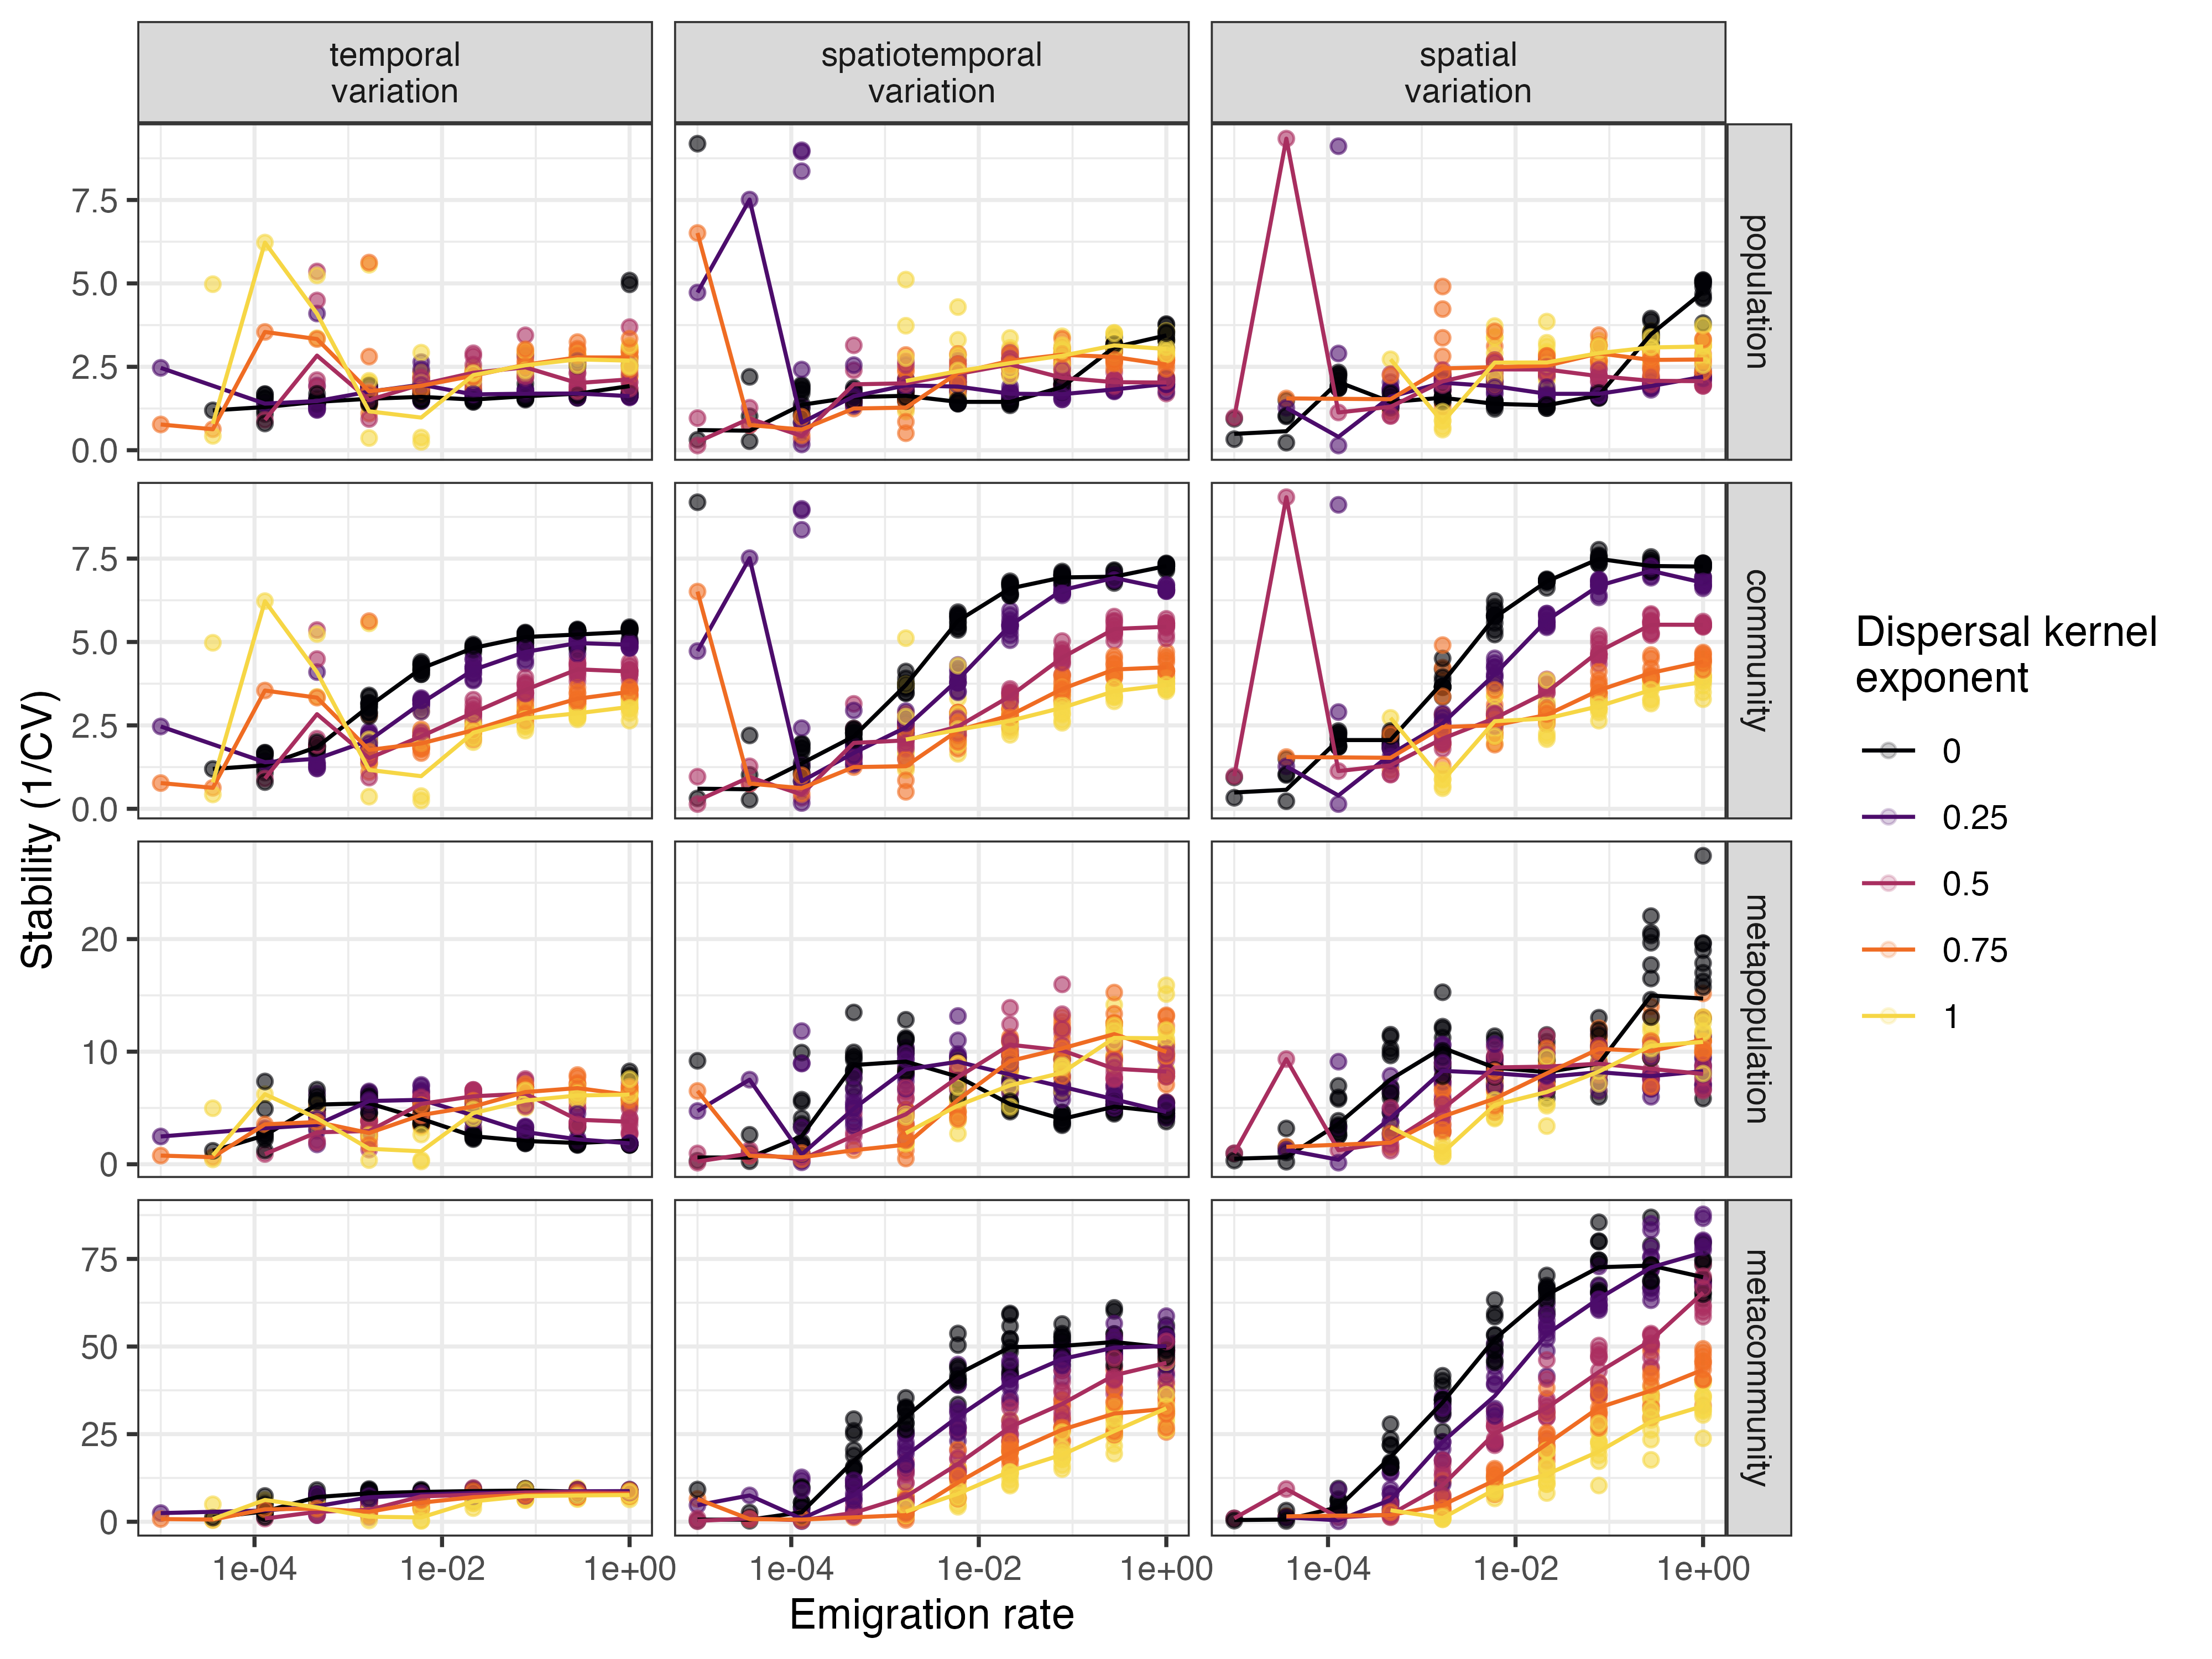 temporal
variation
spatiotemporal
variation
spatial
variation
population
community
metapopulation
metacommunity
0.0
2.5
5.0
7.5
0.0
2.5
5.0
7.5
0
10
20
0
25
50
75
Stability (1/CV)
1e-04
1e-02
1e+00
1e-04
1e-02
1e+00
1e-04
1e-02
1e+00
Emigration rate
Dispersal kernel
exponent
0
0.25
0.5
0.75
1